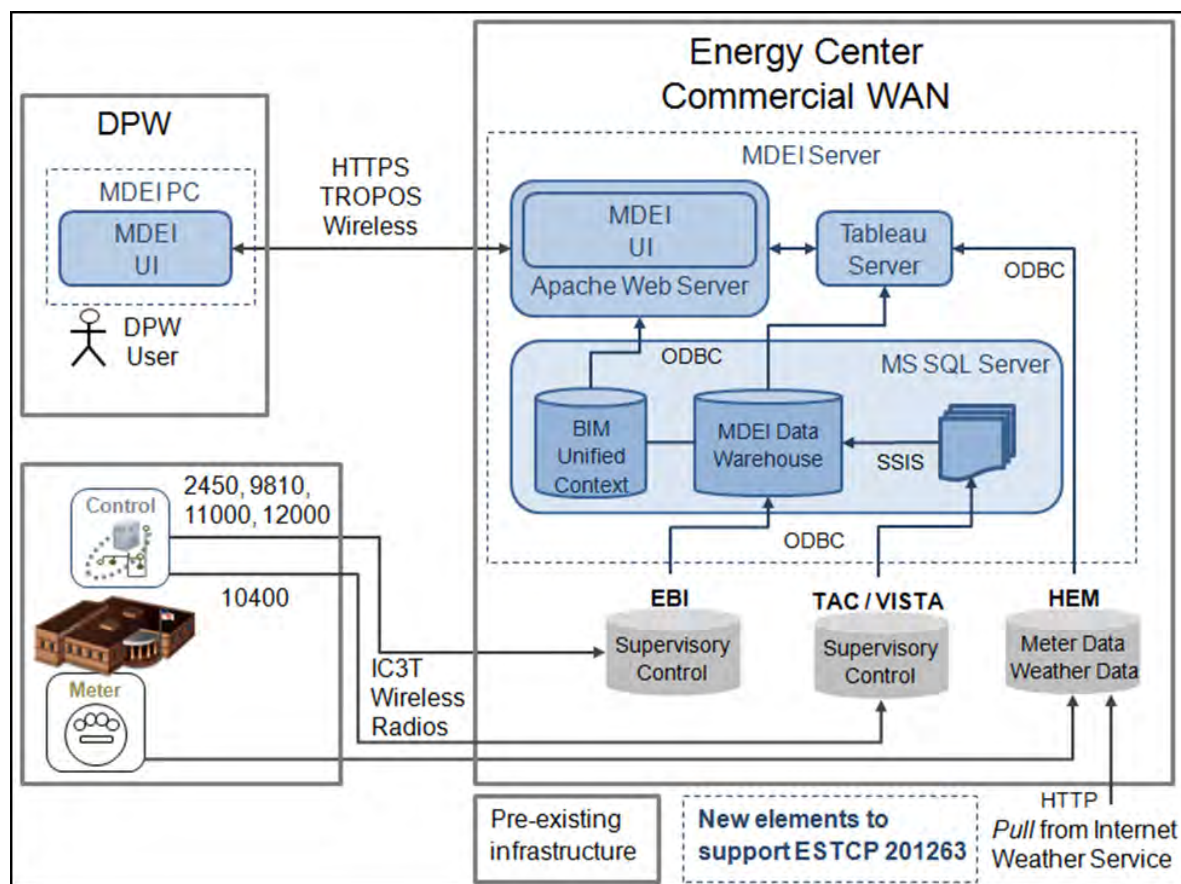 Energy Center
Commercial WAN
DPW
MDEI PC
MDEI
UI
DPW
User
HTTPS
TROPOS
Wireless
MDEI Server
MDEI
UI
Apache Web Server
Tableau
Server
ODBC
ODBC
MS SQL Server
BIM
Unified
Context
MDEI Data
Warehouse
SSIS
ODBC
Control
2450, 9810,
11000, 12000
10400
Meter
IC3T
Wireless
Radios
EBI
Supervisory
Control
TAC / VISTA
Supervisory
Control
HEM
Meter Data
Weather Data
Pre-existing
infrastructure
New elements to
support ESTCP 201263
HTTP
Pull from Internet
Weather Service